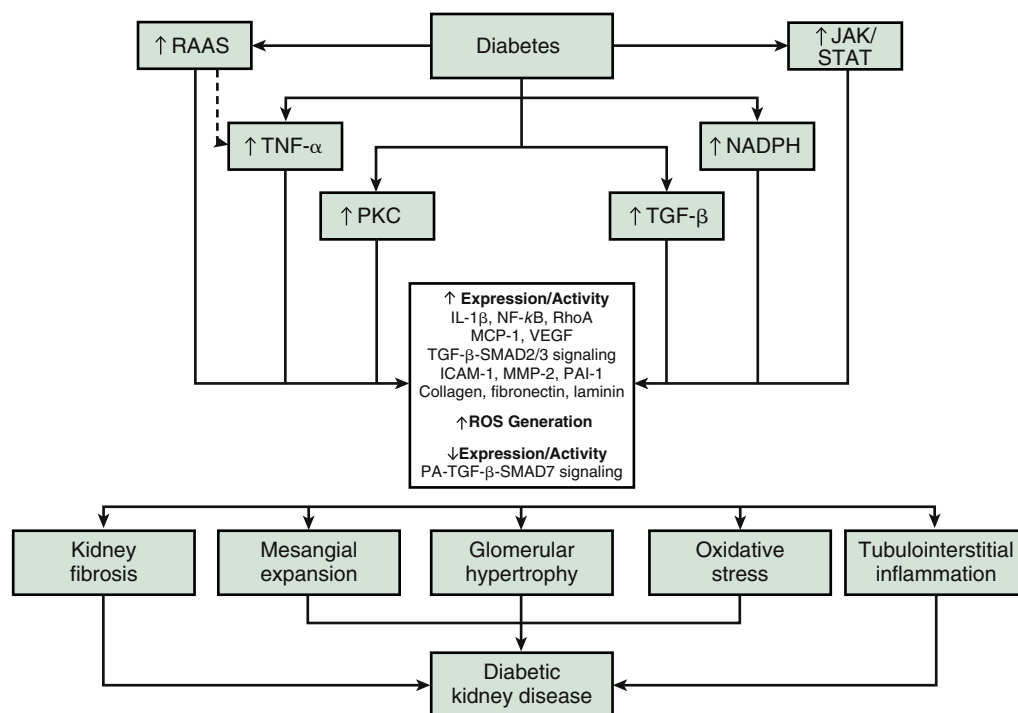 ↑ RAAS
Diabetes
↑ JAK/
STAT
↑ TNF-α
↑ NADPH
↑ PKC
↑ TGF-β
↑ Expression/Activity
IL-1β, NF-kB, RhoA
MCP-1, VEGF
TGF-β-SMAD2/3 signaling
ICAM-1, MMP-2, PAI-1
Collagen, fibronectin, laminin
↑ROS Generation
↓Expression/Activity
PA-TGF-β-SMAD7 signaling
Kidney
fibrosis
Mesangial
expansion
Glomerular
hypertrophy
Oxidative
stress
Tubulointerstitial
inflammation
Diabetic
kidney disease